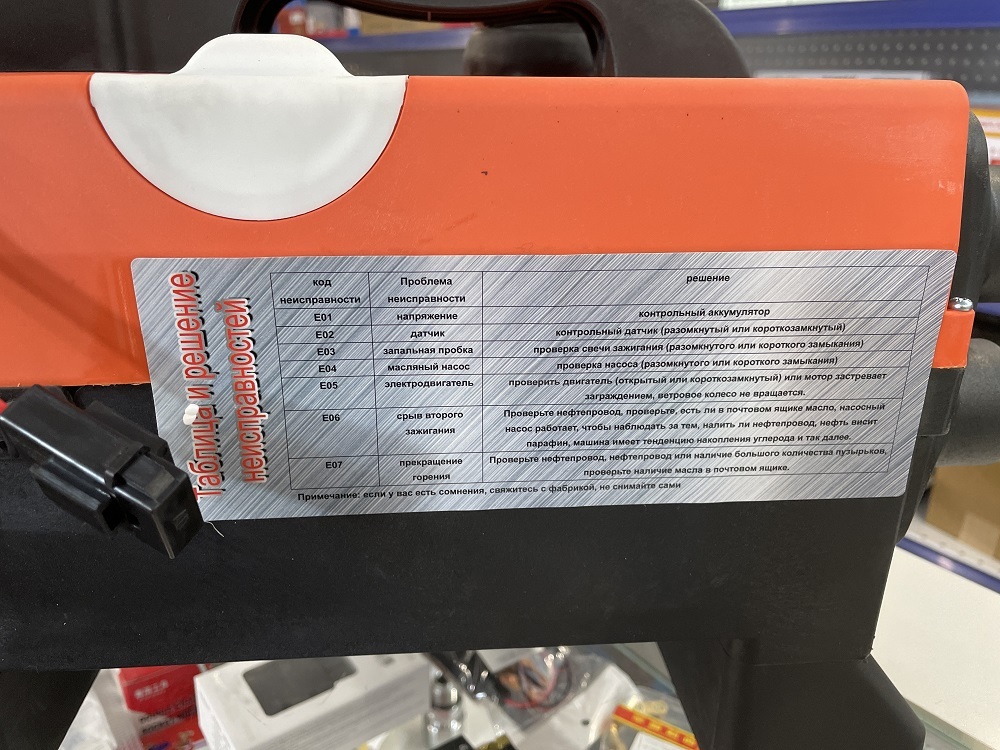 Таблица и решение
неисправностей
код
неисправности
Проблема
неисправности
решение
E01 напряжение контрольный аккумулятор
E02 датчик контрольный датчик (разомкнутый или короткозамкнутый)
E03 запальная пробка проверка свечи зажигания (разомкнутого или короткого замыкания)
E04 масляный насос проверка насоса (разомкнутого или короткого замыкания)
E05 электродвигатель проверить двигатель (открытый или короткозамкнутый) или мотор застревает
заграждением, ветровое колесо не вращается.
E06 срыв второго
зажигания
Проверьте нефтепровод, проверьте, есть ли в почтовом ящике масло, насосный
насос работает, чтобы наблюдать за тем, налить ли нефтепровод, нефть висит
парафин, машина имеет тенденцию накопления углерода и так далее.
E07 прекращение
горения
Проверьте нефтепровод, нефтепровод или наличие большого количества пузырьков,
проверьте наличие масла в почтовом ящике.
Примечание: если у вас есть сомнения, свяжитесь с фабрикой, не снимайте сами